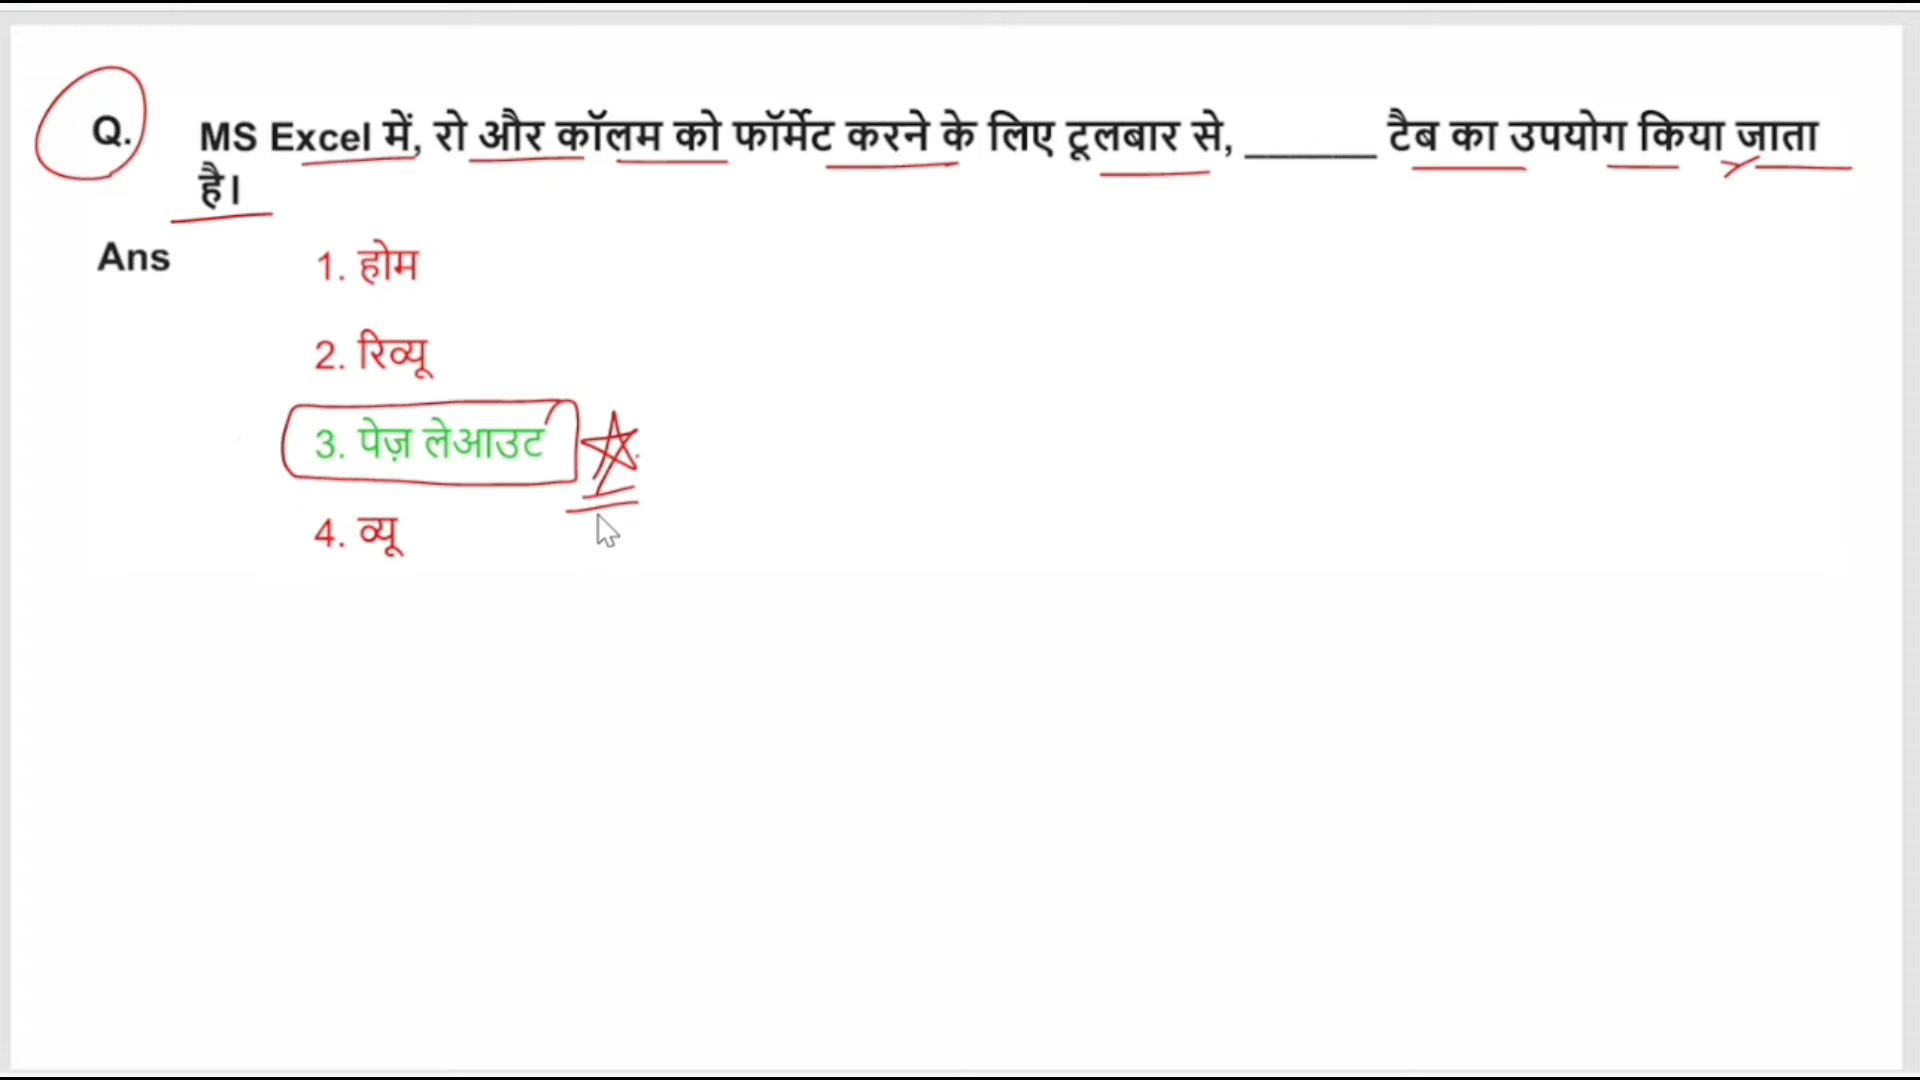 Q. MS Excel में, रो और कॉलम को फॉर्मेट करने के लिए टूलबार से, ______ टैब का उपयोग किया जाता
है।
Ans 1. होम
2. रिव्यू
3. पेज़ लेआउट
4. व्यू